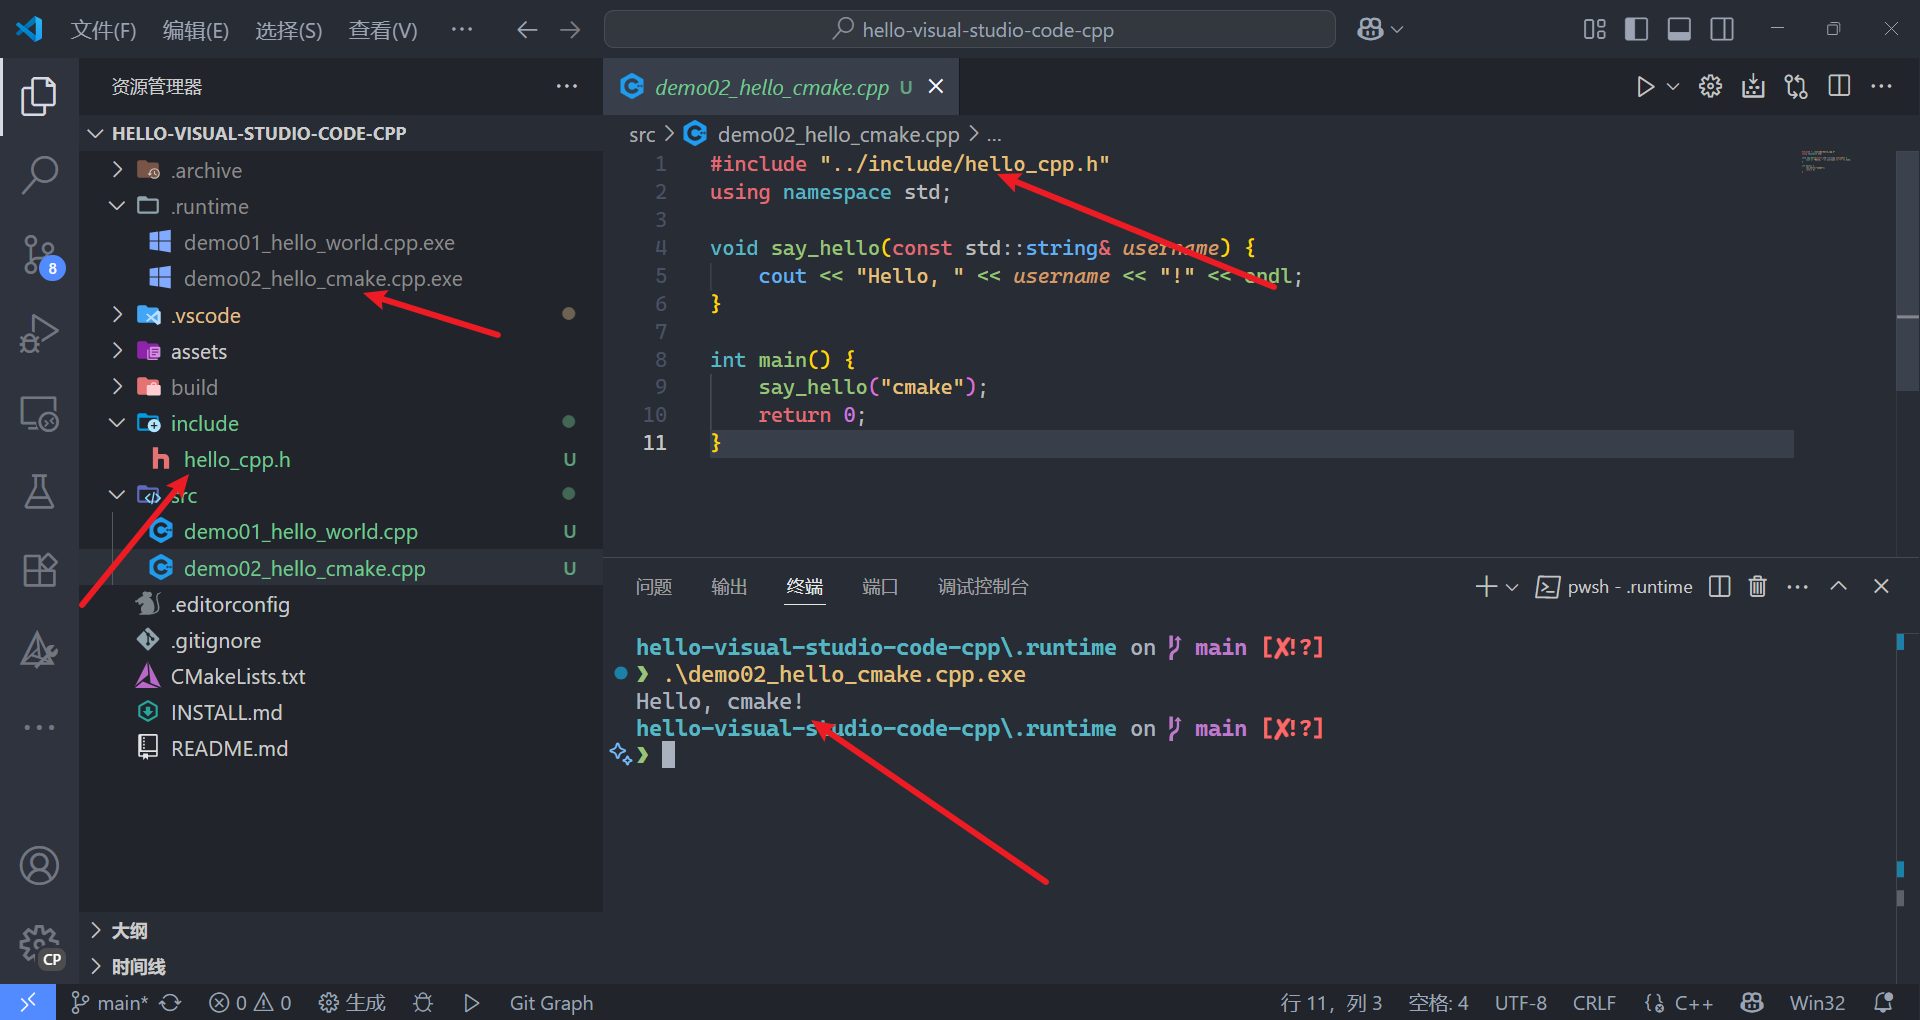 文件(F) 编辑(E) 选择(S) 查看(V) ··· hello-visual-studio-code-cpp
资源管理器 ···
HELLO-VISUAL-STUDIO-CODE-CPP
.archive
.runtime
demo01_hello_world.cpp.exe
demo02_hello_cmake.cpp.exe
.vscode
assets
build
include
hello_cpp.h U
src
demo01_hello_world.cpp U
demo02_hello_cmake.cpp U
.editorconfig
.gitignore
CMakeLists.txt
INSTALL.md
README.md
大纲
时间线
8
CP
demo02_hello_cmake.cpp U
src > demo02_hello_cmake.cpp > ...
1 #include "../include/hello_cpp.h"
2 using namespace std;
3
4 void say_hello(const std::string& username) {
5 cout << "Hello, " << username << "!" << endl;
6 }
7
8 int main() {
9 say_hello("cmake");
10 return 0;
11 }
问题 输出 终端 端口 调试控制台 pwsh - .runtime
hello-visual-studio-code-cpp\.runtime on main [✘!?]
❯ .\demo02_hello_cmake.cpp.exe
Hello, cmake!
hello-visual-studio-code-cpp\.runtime on main [✘!?]
❯
main* 0 0 生成 Git Graph 行 11，列 3 空格: 4 UTF-8 CRLF C++ Win32